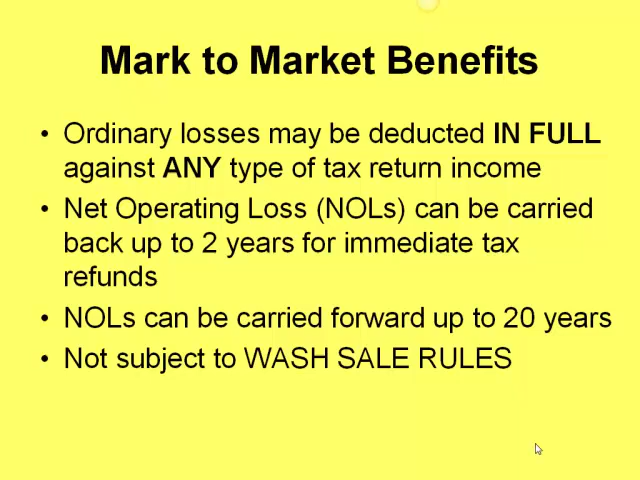 Mark to Market Benefits
• Ordinary losses may be deducted IN FULL
against ANY type of tax return income
• Net Operating Loss (NOLs) can be carried
back up to 2 years for immediate tax
refunds
• NOLs can be carried forward up to 20 years
• Not subject to WASH SALE RULES